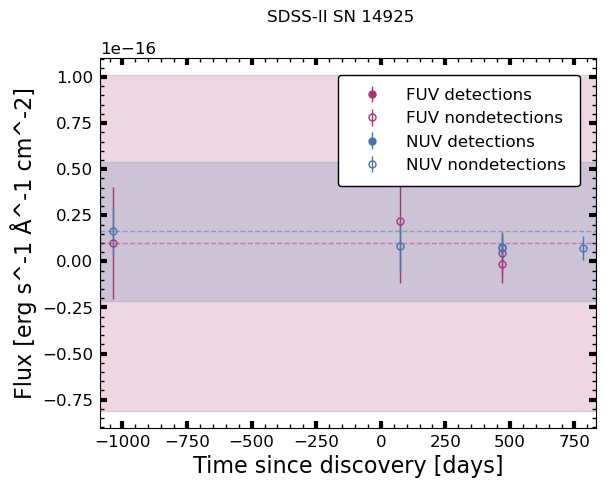 SDSS-II SN 14925
1e−16
1.00
0.75
0.50
0.25
0.00
−0.25
−0.50
−0.75
FUV detections
FUV nondetections
NUV detections
NUV nondetections
−1000 −750 −500 −250 0 250 500 750
Time since discovery [days]
Flux [erg s^-1 Å^-1 cm^-2]